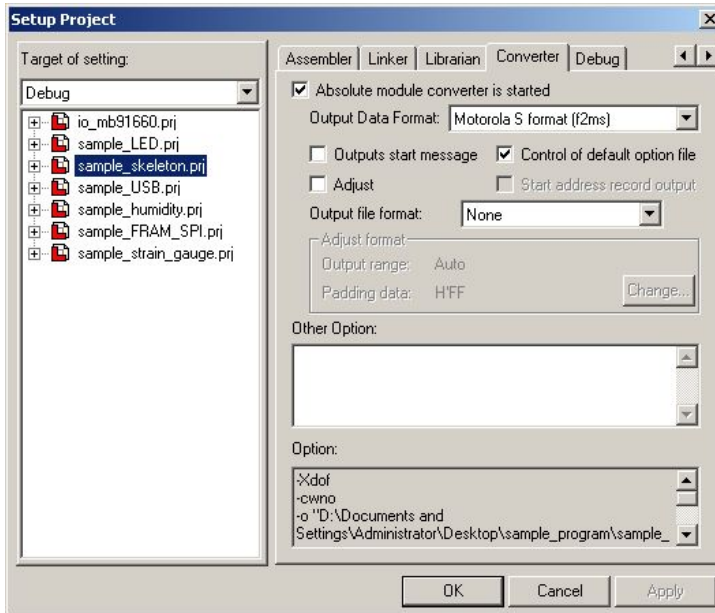 Setup Project
Target of setting:
Debug
io_mb91660.prj
sample_LED.prj
sample_skeleton.prj
sample_USB.prj
sample_humidity.prj
sample_FRAM_SPI.prj
sample_strain_gauge.prj
Assembler Linker Librarian Converter Debug
Absolute module converter is started
Output Data Format: Motorola S format (f2ms)
Outputs start message Control of default option file
Adjust Start address record output
Output file format: None
Adjust format
Output range: Auto
Padding data: H'FF Change...
Other Option:
Option:
-Xdof
-cwno
-o "D:\Documents and
Settings\Administrator\Desktop\sample_program\sample_
OK Cancel Apply